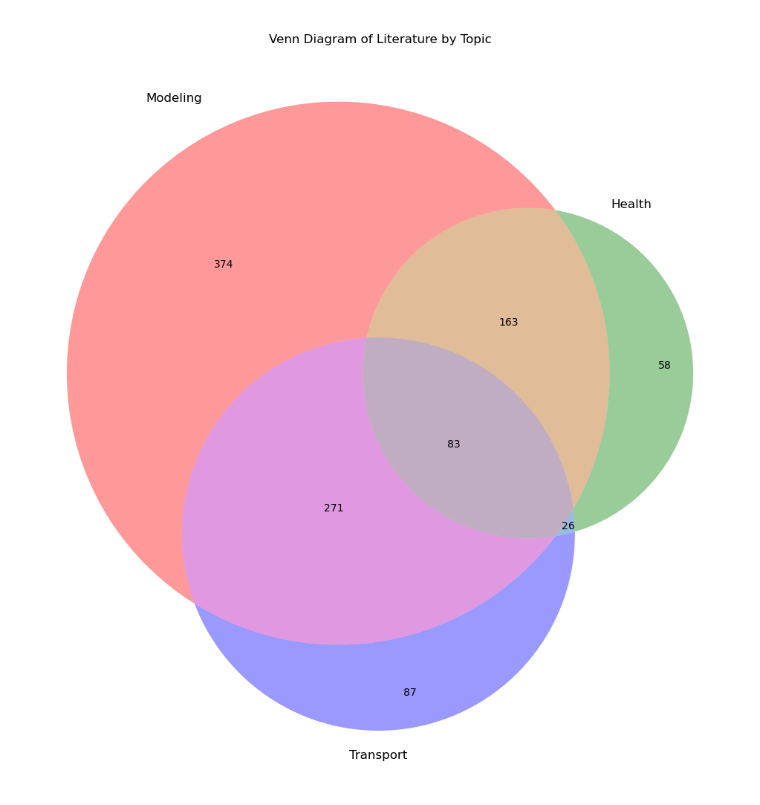 Venn Diagram of Literature by Topic
Modeling
Health
374
163
58
83
271
26
87
Transport